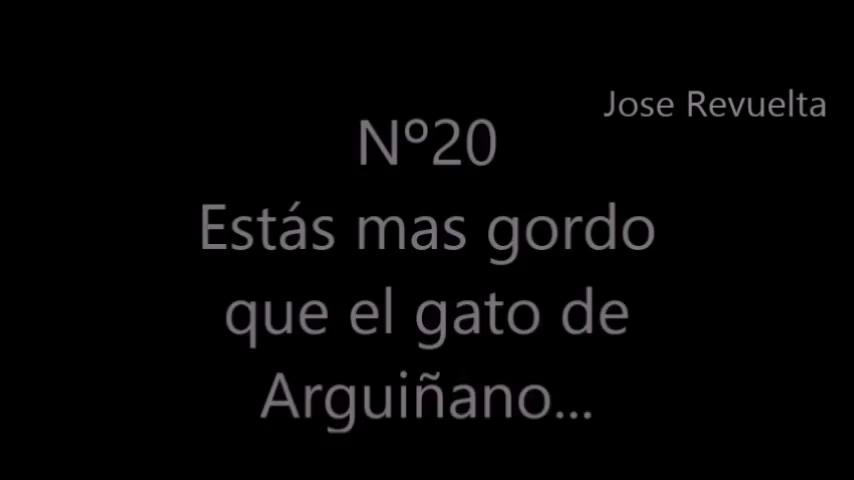 Jose Revuelta
Nº20
Estás mas gordo
que el gato de
Arguiñano...